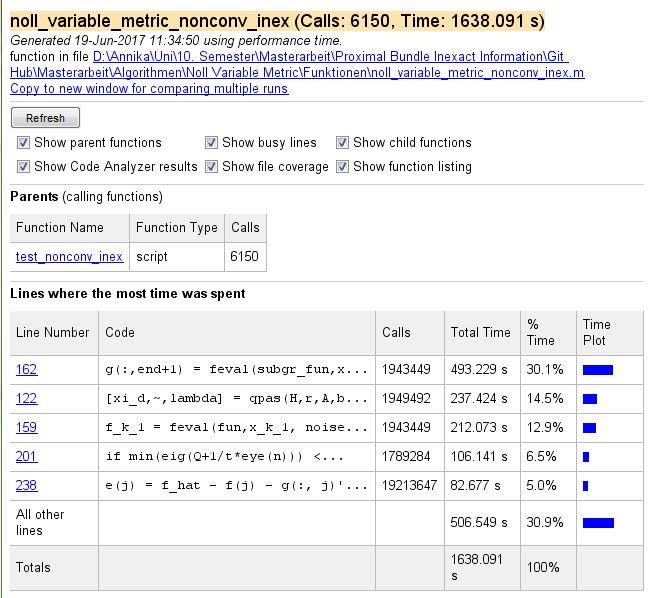 noll_variable_metric_nonconv_inex (Calls: 6150, Time: 1638.091 s)
Generated 19-Jun-2017 11:34:50 using performance time.
function in file D:\Annika\Uni\10. Semester\Masterarbeit\Proximal Bundle Inexact Information\Git
Hub\Masterarbeit\Algorithmen\Noll Variable Metric\Funktionen\noll_variable_metric_nonconv_inex.m
Copy to new window for comparing multiple runs
Refresh
Show parent functions Show busy lines Show child functions
Show Code Analyzer results Show file coverage Show function listing
Parents (calling functions)
Function Name Function Type Calls
test_nonconv_inex script 6150
Lines where the most time was spent
Line Number Code Calls Total Time % Time Time Plot
162 g(:,end+1) = feval(subgr_fun,x... 1943449 493.229 s 30.1%
122 [xi_d,~,lambda] = qpas(H,r,A,b... 1949492 237.424 s 14.5%
159 f_k_1 = feval(fun,x_k_1, noise... 1943449 212.073 s 12.9%
201 if min(eig(Q+1/t*eye(n))) <... 1789284 106.141 s 6.5%
238 e(j) = f_hat - f(j) - g(:, j)'... 19213647 82.677 s 5.0%
All other lines 506.549 s 30.9%
Totals 1638.091 s 100%